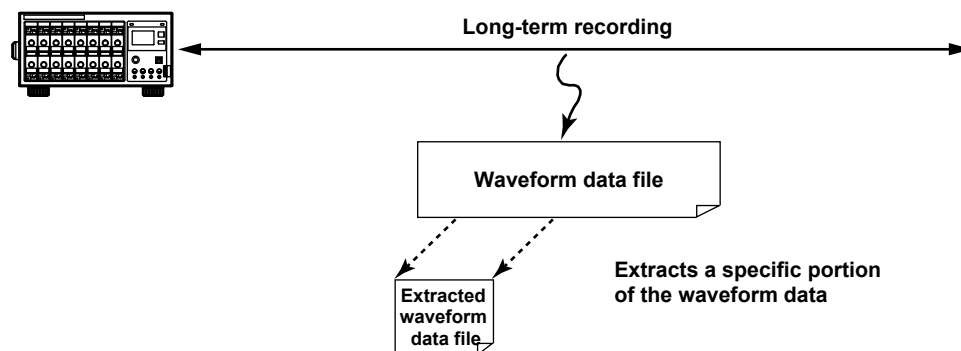 Long-term recording
Waveform data file
Extracts a specific portion
of the waveform data
Extracted
waveform
data file